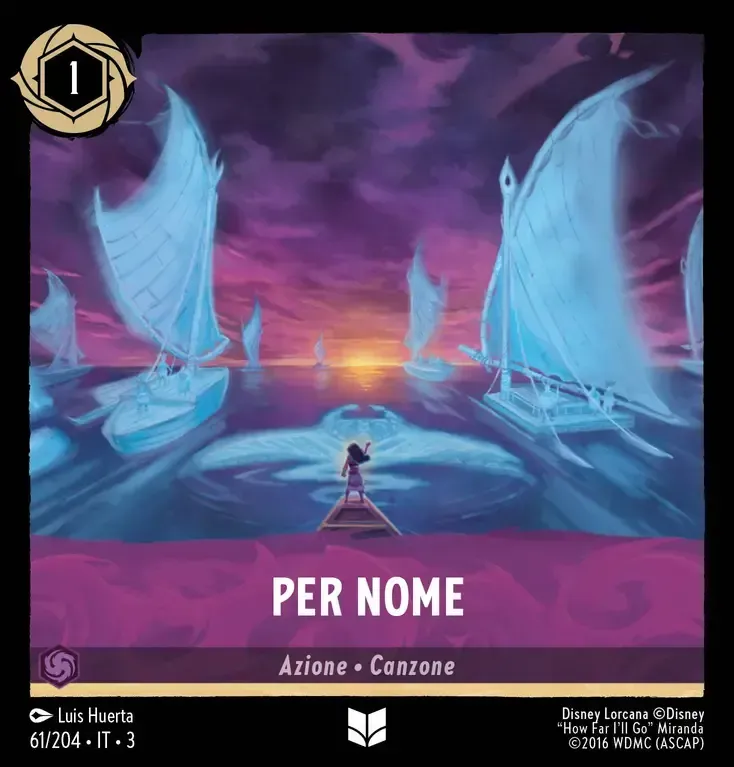 1
PER NOME
Azione • Canzone
Luis Huerta
61/204 • IT • 3
Disney Lorcana ©Disney
“How Far I’ll Go” Miranda
©2016 WDMC (ASCAP)